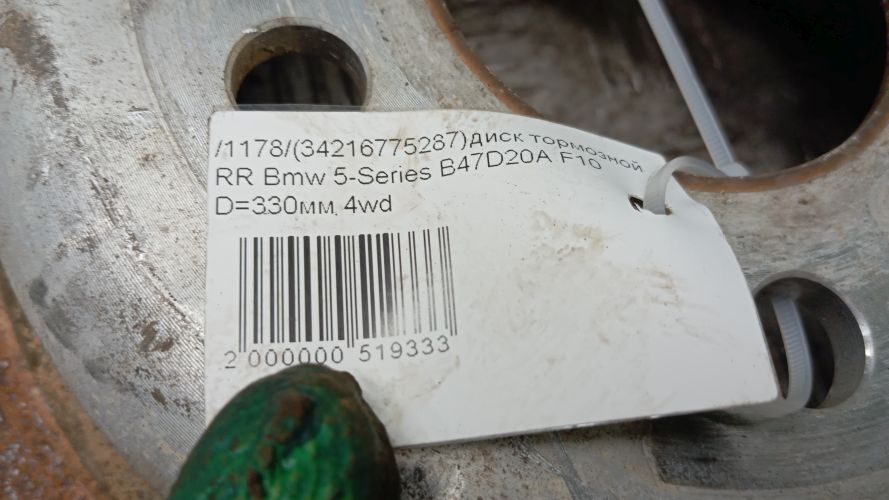 /1178/(34216775287)диск тормозной
RR Bmw 5-Series B47D20A F10
D=330мм, 4wd
2 000000 519333